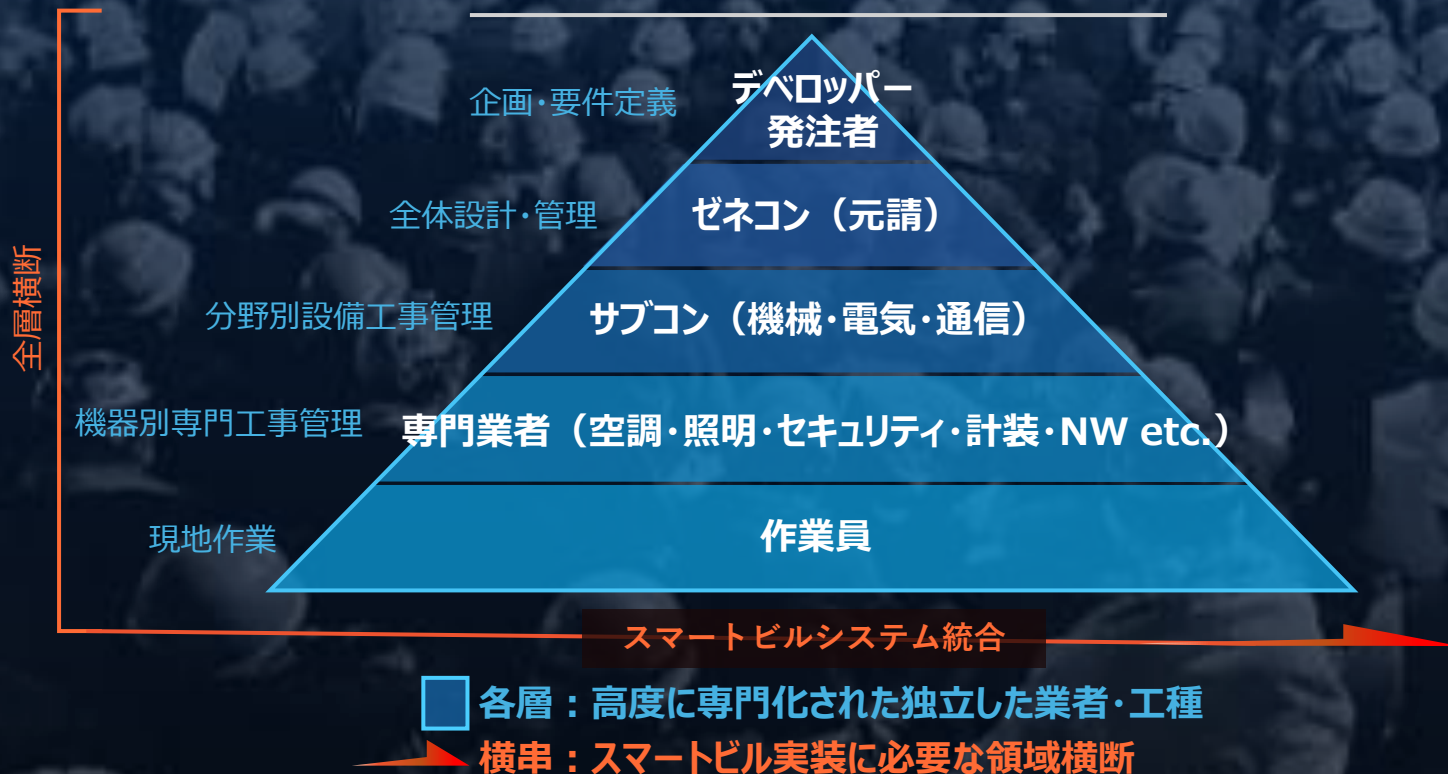 企画・要件定義
デベロッパー
発注者
全体設計・管理
ゼネコン（元請）
分野別設備工事管理
サブコン（機械・電気・通信）
機器別専門工事管理
専門業者（空調・照明・セキュリティ・計装・NW etc.）
現地作業
作業員
全層横断
スマートビルシステム統合
各層：高度に専門化された独立した業者・工種
横串：スマートビル実装に必要な領域横断